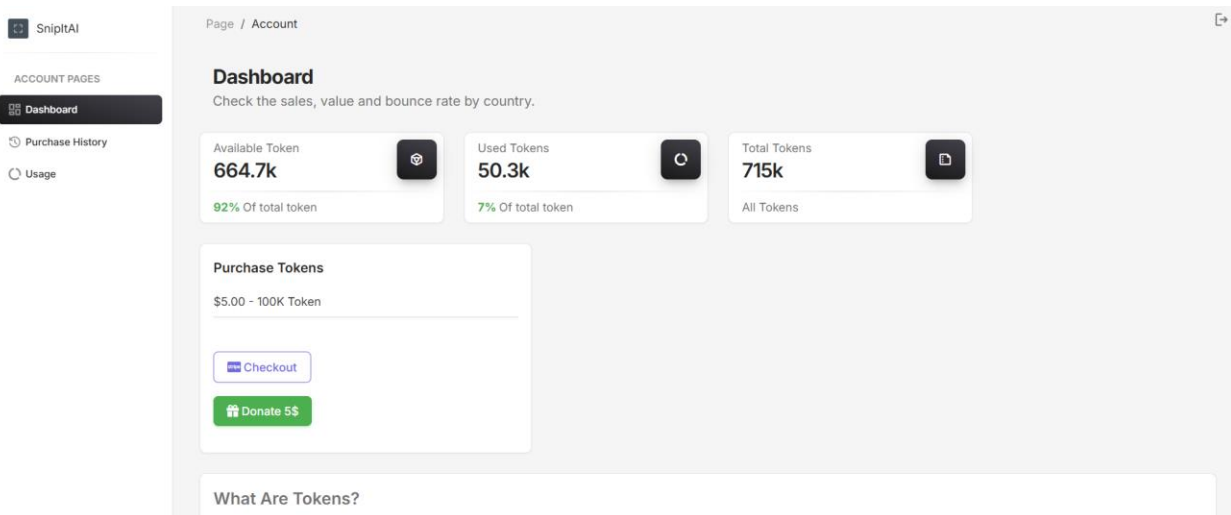 SnipItAI
Page / Account
ACCOUNT PAGES
Dashboard
Purchase History
Usage
Dashboard
Check the sales, value and bounce rate by country.
Available Token
664.7k
92% Of total token
Used Tokens
50.3k
7% Of total token
Total Tokens
715k
All Tokens
Purchase Tokens
$5.00 - 100K Token
Checkout
Donate 5$
What Are Tokens?